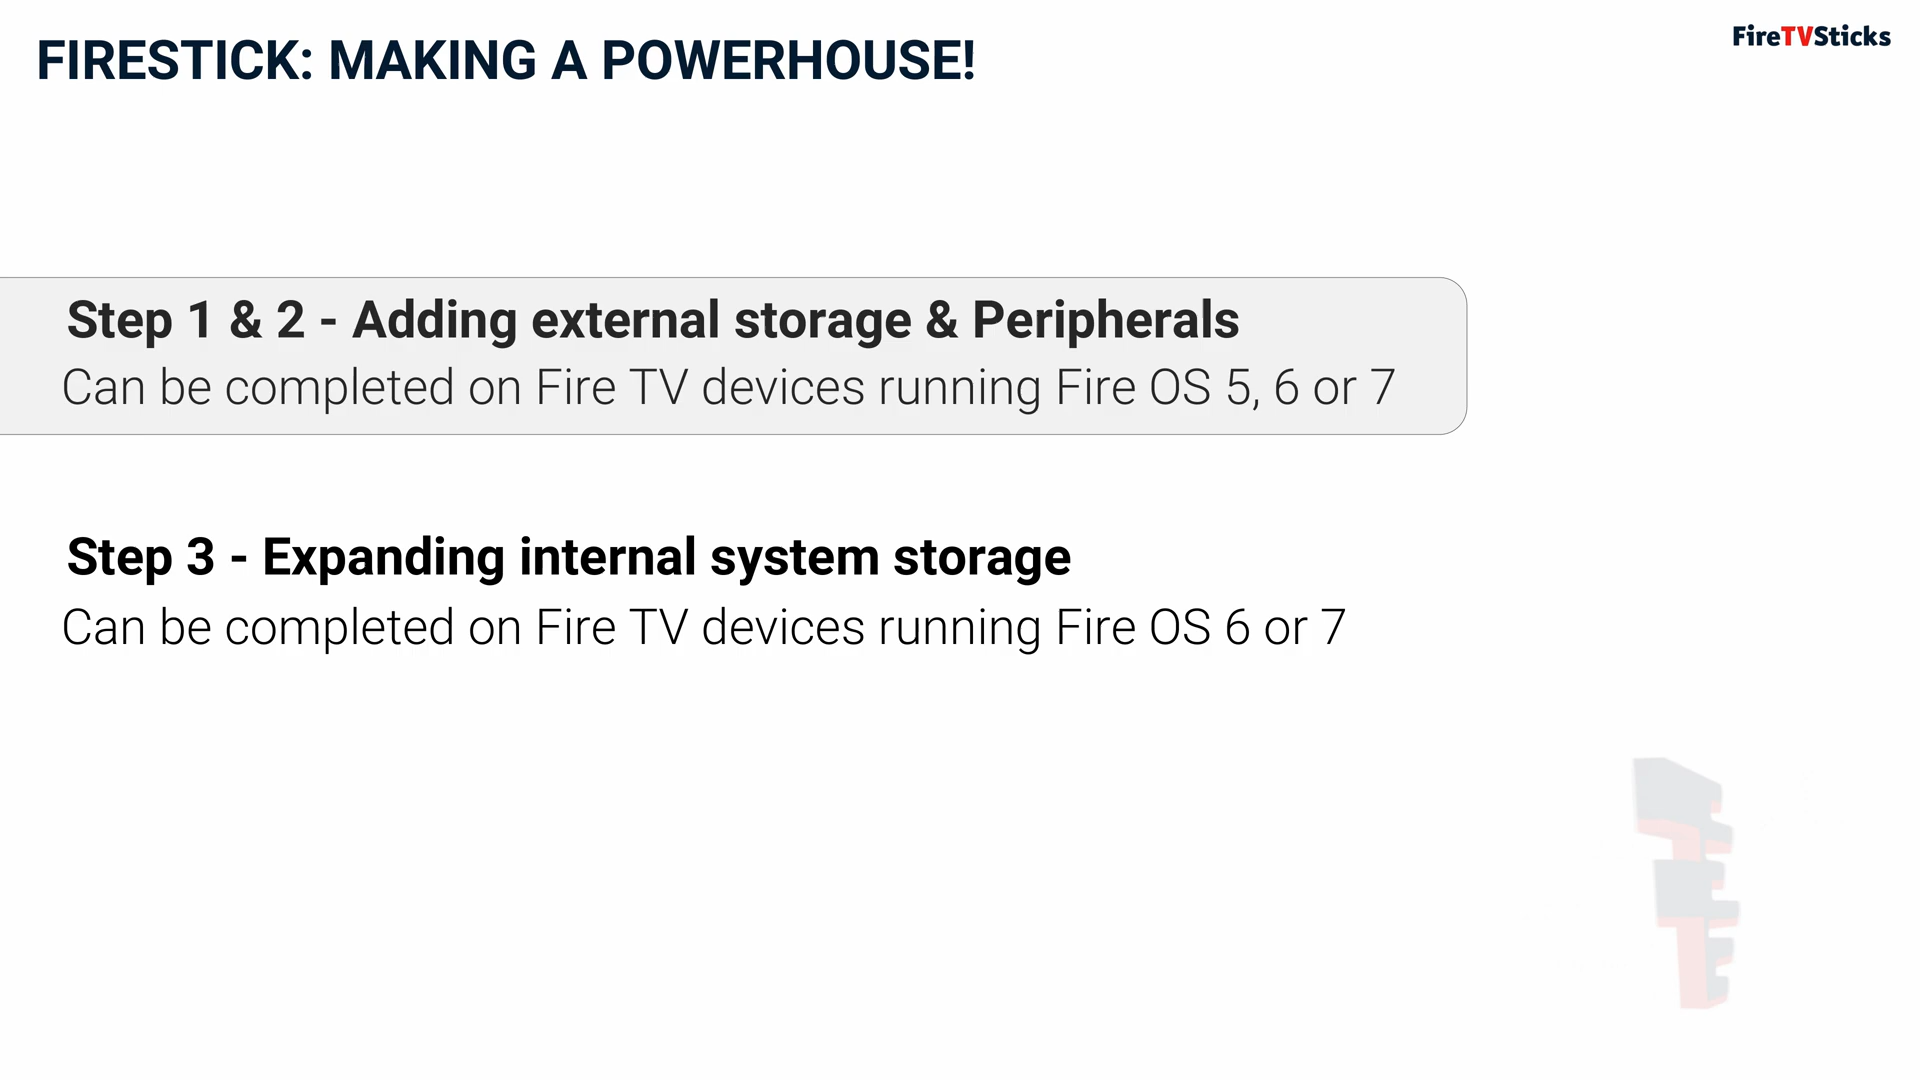 FIRESTICK: MAKING A POWERHOUSE!
FireTVSticks
Step 1 & 2 - Adding external storage & Peripherals
Can be completed on Fire TV devices running Fire OS 5, 6 or 7
Step 3 - Expanding internal system storage
Can be completed on Fire TV devices running Fire OS 6 or 7